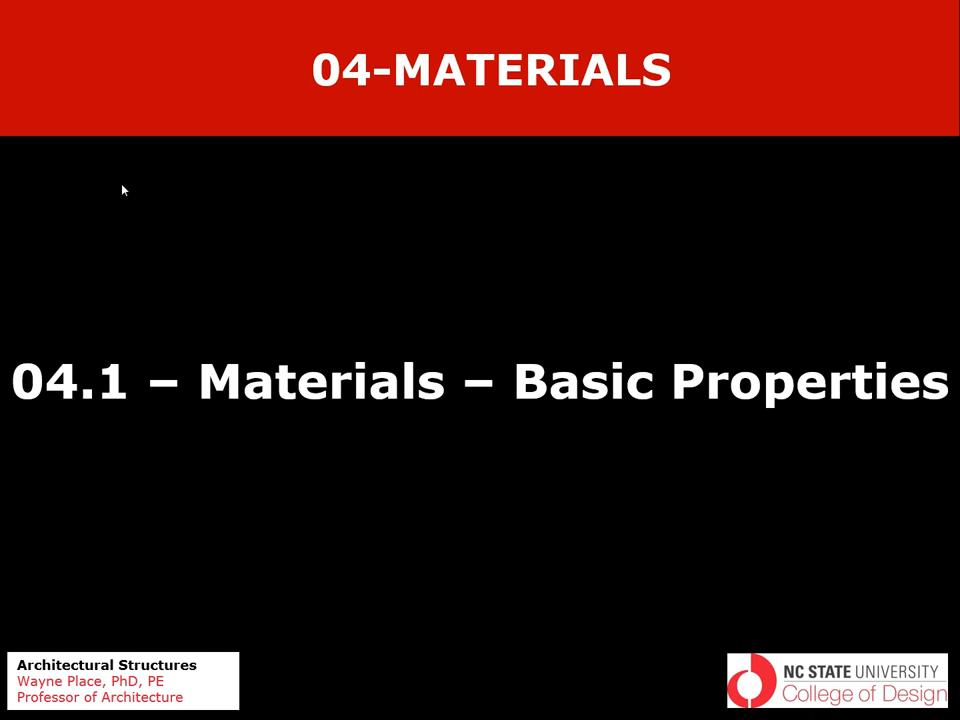 04-MATERIALS
04.1 – Materials – Basic Properties
Architectural Structures
Wayne Place, PhD, PE
Professor of Architecture
NC STATE UNIVERSITY
College of Design